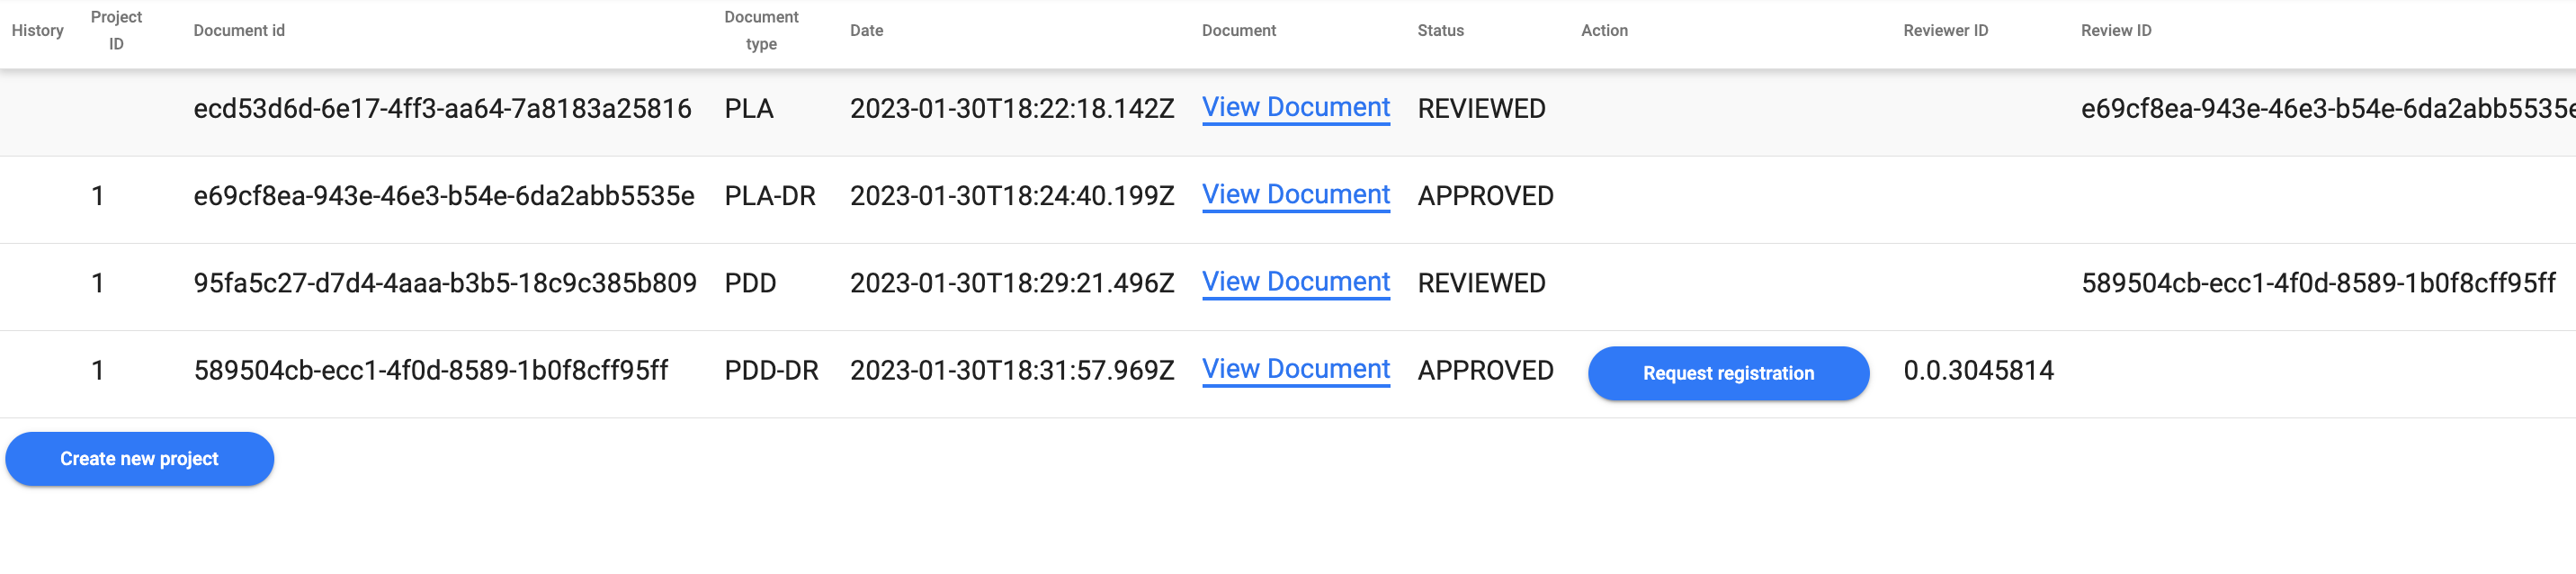 History Project ID Document id Document type Date Document Status Action Reviewer ID Review ID
ecd53d6d-6e17-4ff3-aa64-7a8183a25816 PLA 2023-01-30T18:22:18.142Z View Document REVIEWED e69cf8ea-943e-46e3-b54e-6da2abb5535e
1 e69cf8ea-943e-46e3-b54e-6da2abb5535e PLA-DR 2023-01-30T18:24:40.199Z View Document APPROVED
1 95fa5c27-d7d4-4aaa-b3b5-18c9c385b809 PDD 2023-01-30T18:29:21.496Z View Document REVIEWED 589504cb-ecc1-4f0d-8589-1b0f8cff95ff
1 589504cb-ecc1-4f0d-8589-1b0f8cff95ff PDD-DR 2023-01-30T18:31:57.969Z View Document APPROVED Request registration 0.0.3045814
Create new project